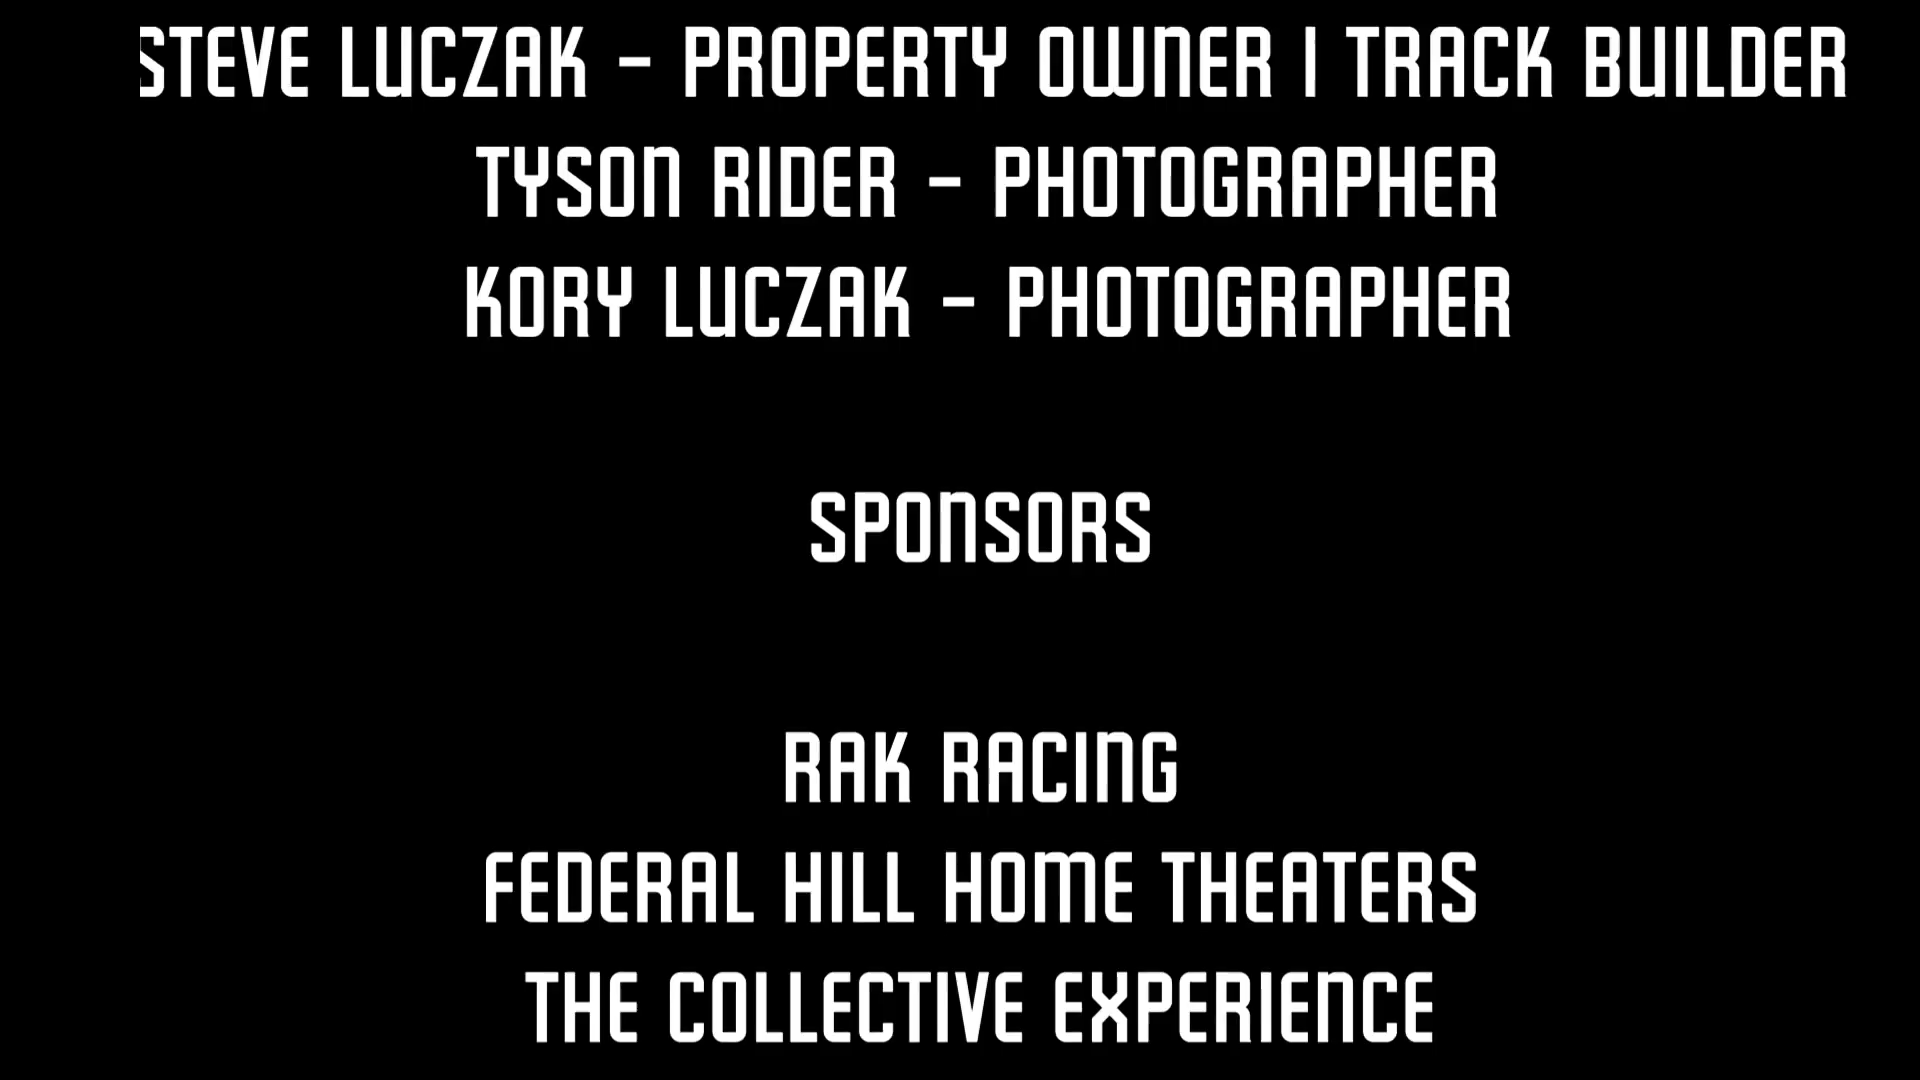 STEVE LUCZAK - PROPERTY OWNER | TRACK BUILDER
TYSON RIDER - PHOTOGRAPHER
KORY LUCZAK - PHOTOGRAPHER
SPONSORS
RAK RACING
FEDERAL HILL HOME THEATERS
THE COLLECTIVE EXPERIENCE